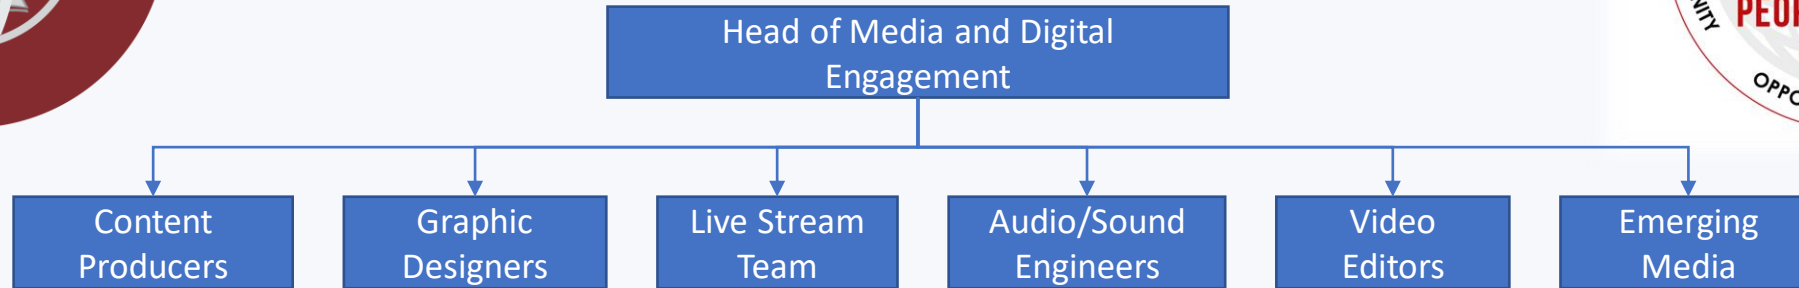 Head of Media and Digital
Engagement
Content
Producers
Graphic
Designers
Live Stream
Team
Audio/Sound
Engineers
Video
Editors
Emerging
Media